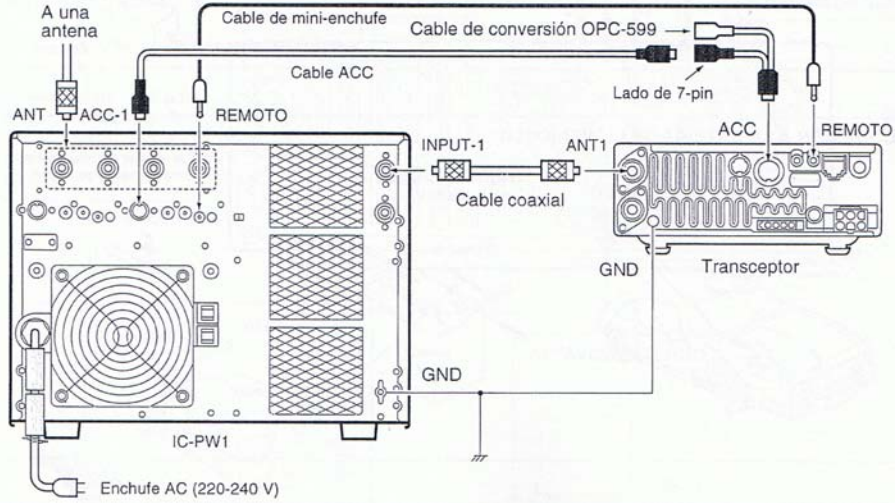 A una
antena
Cable de mini-enchufe
Cable de conversión OPC-599
Cable ACC
Lado de 7-pin
ANT
ACC-1
REMOTO
ACC
REMOTO
INPUT-1
ANT1
Cable coaxial
GND
Transceptor
GND
IC-PW1
Enchufe AC (220-240 V)